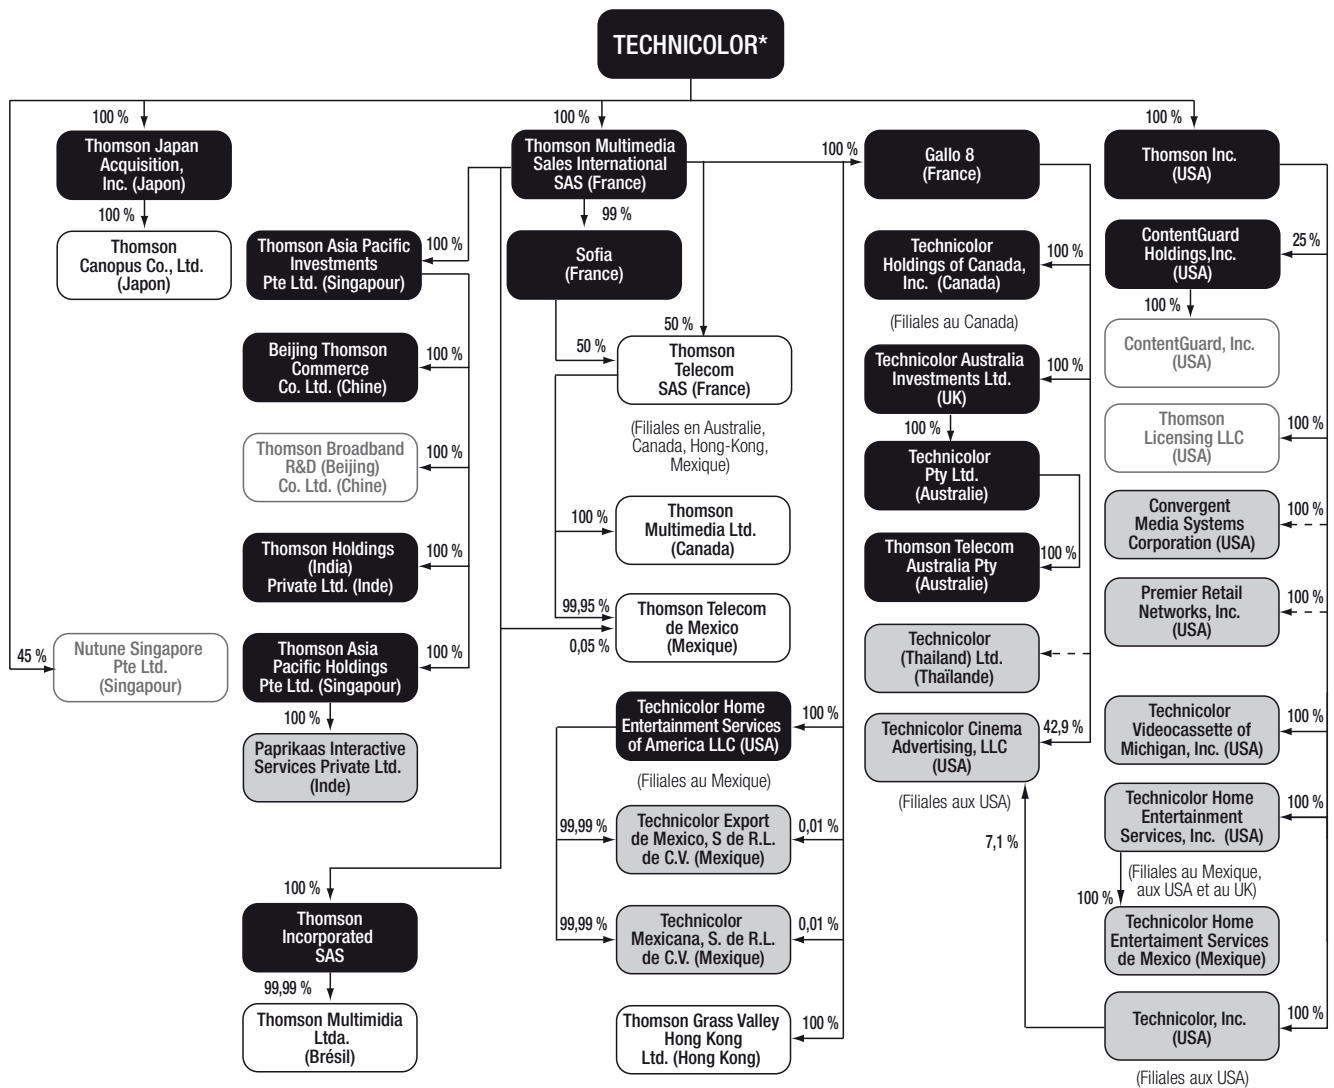 TECHNICOLOR*
100 %
Thomson Japan
Acquisition,
Inc. (Japon)
100 %
Thomson
Canopus Co., Ltd.
(Japon)
45 %
Nutune Singapore
Pte Ltd.
(Singapour)
100 %
Thomson Multimedia
Sales International
SAS (France)
100 %
Thomson Asia Pacific
Investments
Pte Ltd. (Singapour)
Beijing Thomson
Commerce
Co. Ltd. (Chine)
100 %
Thomson Broadband
R&D (Beijing)
Co. Ltd. (Chine)
100 %
Thomson Holdings
(India)
Private Ltd. (Inde)
100 %
Thomson Asia
Pacific Holdings
Pte Ltd. (Singapour)
100 %
100 %
Paprikaas Interactive
Services Private Ltd.
(Inde)
100 %
Thomson
Incorporated
SAS
99,99 %
Thomson Multimidia
Ltda.
(Brésil)
99 %
Sofia
(France)
50 %
50 %
Thomson
Telecom
SAS (France)
(Filiales en Australie,
Canada, Hong-Kong,
Mexique)
100 %
Thomson
Multimedia Ltd.
(Canada)
99,95 %
0,05 %
Thomson Telecom
de Mexico
(Mexique)
Technicolor Home
Entertainment Services
of America LLC (USA)
100 %
(Filiales au Mexique)
99,99 %
Technicolor Export
de Mexico, S de R.L.
de C.V. (Mexique)
0,01 %
99,99 %
Technicolor
Mexicana, S. de R.L.
de C.V. (Mexique)
0,01 %
Thomson Grass Valley
Hong Kong
Ltd. (Hong Kong)
100 %
100 %
Gallo 8
(France)
Technicolor
Holdings of Canada,
Inc. (Canada)
100 %
(Filiales au Canada)
Technicolor Australia
Investments Ltd.
(UK)
100 %
100 %
Technicolor
Pty Ltd.
(Australie)
Thomson Telecom
Australia Pty
(Australie)
100 %
Technicolor
(Thailand) Ltd.
(Thaïlande)
Technicolor Cinema
Advertising, LLC
(USA)
42,9 %
(Filiales aux USA)
7,1 %
100 %
Thomson Inc.
(USA)
ContentGuard
Holdings,Inc.
(USA)
25 %
100 %
ContentGuard, Inc.
(USA)
Thomson
Licensing LLC
(USA)
100 %
Convergent
Media Systems
Corporation (USA)
100 %
Premier Retail
Networks, Inc.
(USA)
100 %
Technicolor
Videocassette of
Michigan, Inc. (USA)
100 %
Technicolor Home
Entertainment
Services, Inc. (USA)
100 %
(Filiales au Mexique,
aux USA et au UK)
100 %
Technicolor Home
Entertaiment Services
de Mexico (Mexique)
Technicolor, Inc.
(USA)
100 %
(Filiales aux USA)